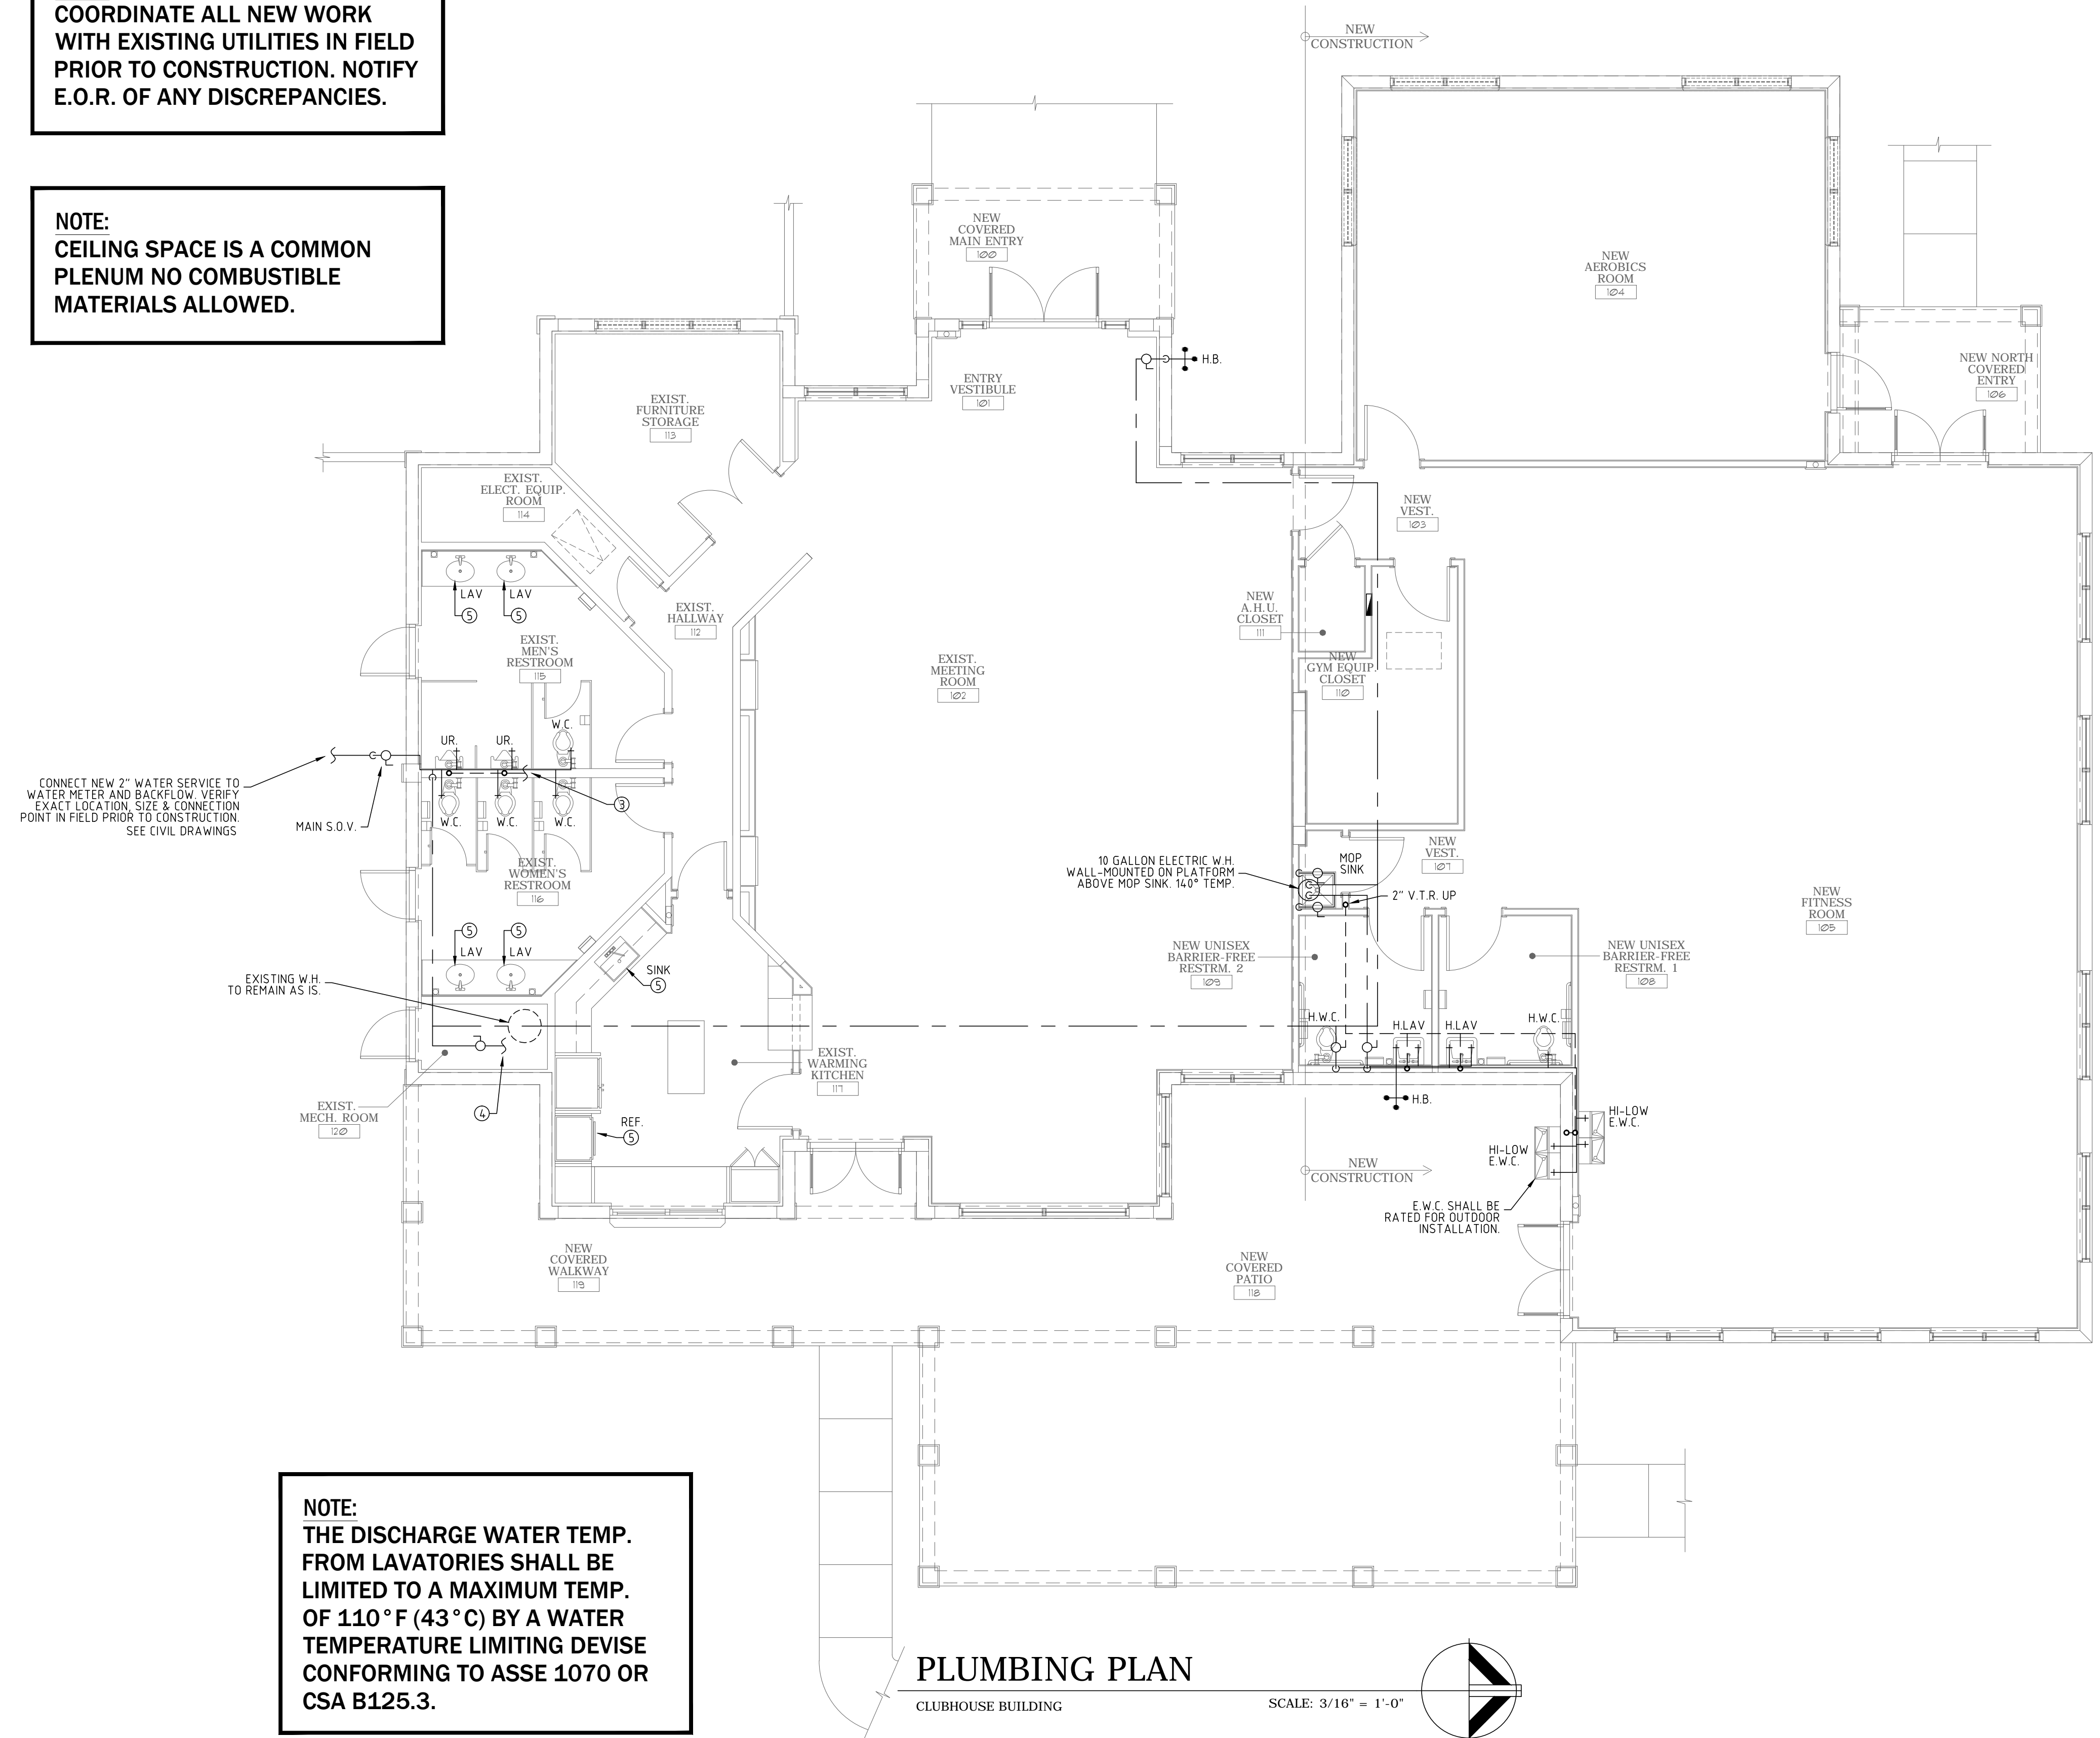 COORDINATE ALL NEW WORK
WITH EXISTING UTILITIES IN FIELD
PRIOR TO CONSTRUCTION. NOTIFY
E.O.R. OF ANY DISCREPANCIES.
NOTE:
CEILING SPACE IS A COMMON
PLENUM NO COMBUSTIBLE
MATERIALS ALLOWED.
NEW
CONSTRUCTION
NEW
COVERED
MAIN ENTRY
100
NEW
AEROBICS
ROOM
104
NEW NORTH
COVERED
ENTRY
106
H.B.
ENTRY
VESTIBULE
101
EXIST.
FURNITURE
STORAGE
113
EXIST.
ELECT. EQUIP.
ROOM
114
NEW
VEST.
103
LAV
LAV
5
5
EXIST.
HALLWAY
112
NEW
A.H.U.
CLOSET
111
EXIST.
MEN'S
RESTROOM
115
EXIST.
MEETING
ROOM
102
NEW
GYM EQUIP.
CLOSET
110
UR.
UR.
W.C.
CONNECT NEW 2" WATER SERVICE TO
WATER METER AND BACKFLOW. VERIFY
EXACT LOCATION, SIZE & CONNECTION
POINT IN FIELD PRIOR TO CONSTRUCTION.
SEE CIVIL DRAWINGS
MAIN S.O.V.
3
W.C.
W.C.
W.C.
EXIST.
WOMEN'S
RESTROOM
116
10 GALLON ELECTRIC W.H.
WALL-MOUNTED ON PLATFORM
ABOVE MOP SINK. 140° TEMP.
MOP
SINK
NEW
VEST.
107
2" V.T.R. UP
NEW
FITNESS
ROOM
105
5
5
LAV
LAV
NEW UNISEX
BARRIER-FREE
RESTRM. 2
109
NEW UNISEX
BARRIER-FREE
RESTRM. 1
108
SINK
5
EXISTING W.H.
TO REMAIN AS IS.
H.W.C.
H.LAV
H.LAV
H.W.C.
EXIST.
WARMING
KITCHEN
117
EXIST.
MECH. ROOM
120
4
REF.
5
H.B.
HI-LOW
E.W.C.
HI-LOW
E.W.C.
NEW
CONSTRUCTION
E.W.C. SHALL BE
RATED FOR OUTDOOR
INSTALLATION.
NEW
COVERED
WALKWAY
119
NEW
COVERED
PATIO
118
NOTE:
THE DISCHARGE WATER TEMP.
FROM LAVATORIES SHALL BE
LIMITED TO A MAXIMUM TEMP.
OF 110°F (43°C) BY A WATER
TEMPERATURE LIMITING DEVISE
CONFORMING TO ASSE 1070 OR
CSA B125.3.
PLUMBING PLAN
CLUBHOUSE BUILDING
SCALE: 3/16" = 1'-0"